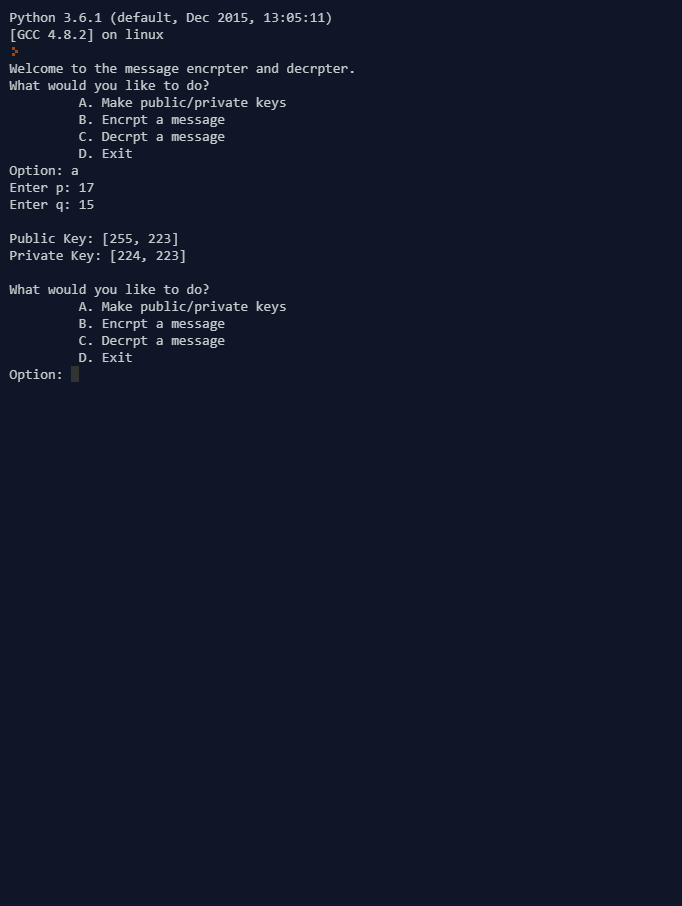 Python 3.6.1 (default, Dec 2015, 13:05:11)
[GCC 4.8.2] on linux
>
Welcome to the message encrpter and decrpter.
What would you like to do?
A. Make public/private keys
B. Encrpt a message
C. Decrpt a message
D. Exit
Option: a
Enter p: 17
Enter q: 15
Public Key: [255, 223]
Private Key: [224, 223]
What would you like to do?
A. Make public/private keys
B. Encrpt a message
C. Decrpt a message
D. Exit
Option: